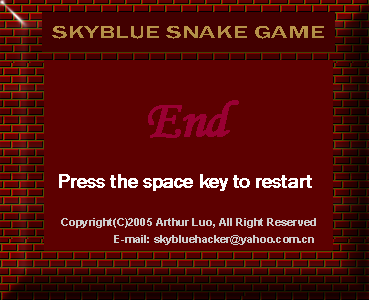 SKYBLUE SNAKE GAME
End
Press the space key to restart
Copyright(C)2005 Arthur Luo, All Right Reserved
E-mail: skybluehacker@yahoo.com.cn